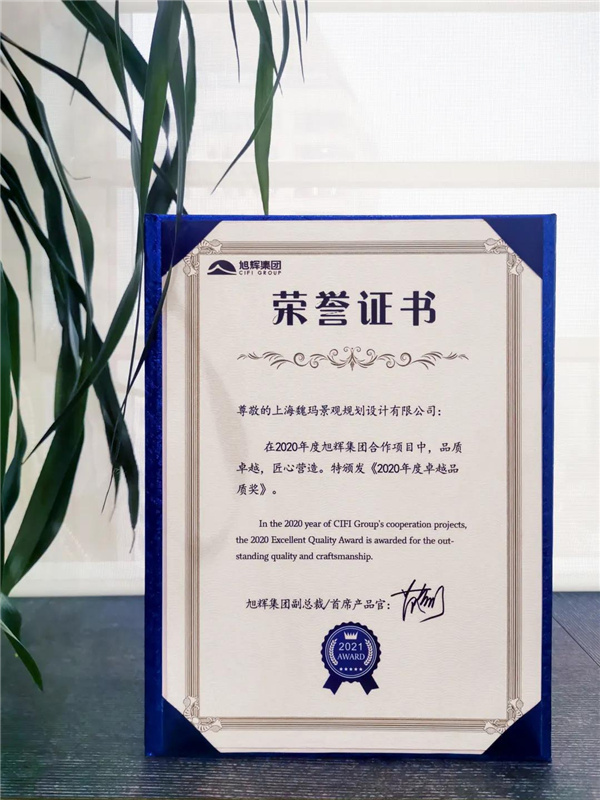 旭辉集团
CIFI GROUP
荣誉证书
尊敬的上海魏玛景观规划设计有限公司：
在2020年度旭辉集团合作项目中，品质
卓越，匠心营造。特颁发《2020年度卓越品
质奖》。
In the 2020 year of CIFI Group's cooperation projects,
the 2020 Excellent Quality Award is awarded for the out-
standing quality and craftsmanship.
旭辉集团副总裁/首席产品官：
2021
AWARD